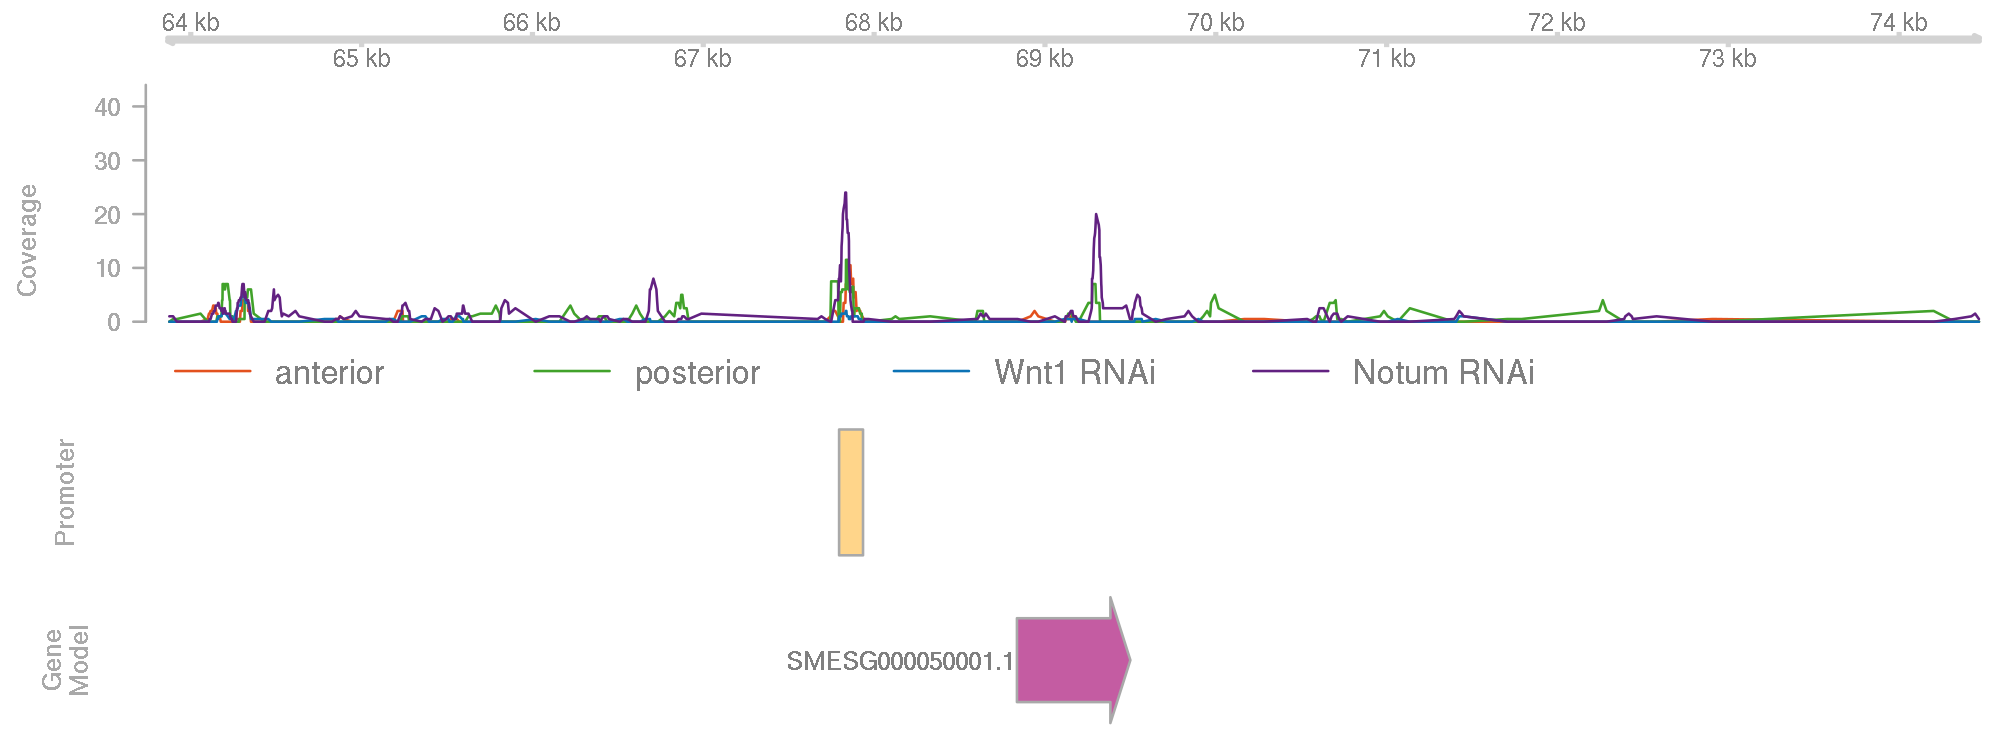 64 kb 66 kb 68 kb 70 kb 72 kb 74 kb
65 kb 67 kb 69 kb 71 kb 73 kb
Coverage
40
30
20
10
0
anterior posterior Wnt1 RNAi Notum RNAi
Promoter
Gene
Model
SMESG000050001.1